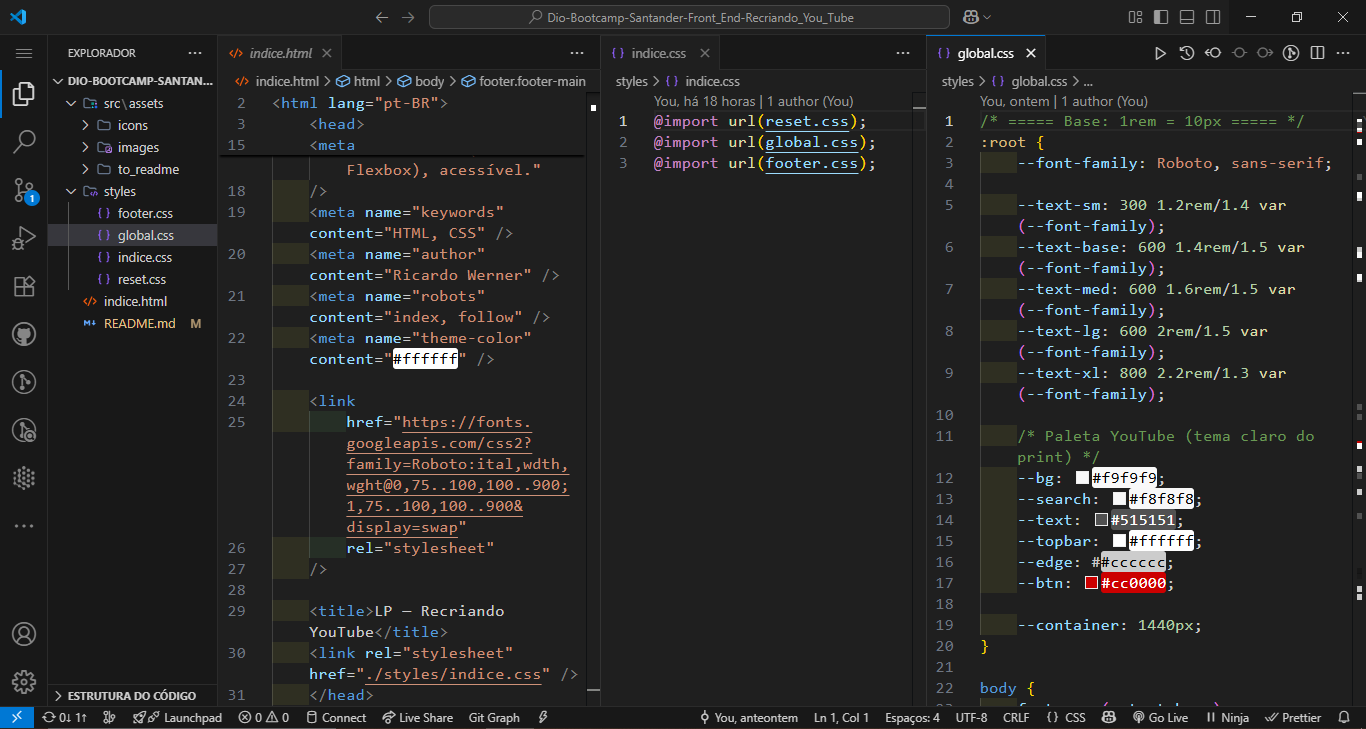 Dio-Bootcamp-Santander-Front_End-Recriando_You_Tube
EXPLORADOR
DIO-BOOTCAMP-SANTAN...
src\assets
icons
images
to_readme
styles
footer.css
global.css
indice.css
reset.css
indice.html
README.md M
ESTRUTURA DO CÓDIGO
1
indice.html
indice.html > html > body > footer.footer-main
2 <html lang="pt-BR">
3 <head>
15 <meta
Flexbox), acessível."
18 />
19 <meta name="keywords"
content="HTML, CSS" />
20 <meta name="author"
content="Ricardo Werner" />
21 <meta name="robots"
content="index, follow" />
22 <meta name="theme-color"
content="#ffffff" />
23
24 <link
25 href="https://fonts.
googleapis.com/css2?
family=Roboto:ital,wdth,
wght@0,75..100,100..900;
1,75..100,100..900&
display=swap"
26 rel="stylesheet"
27 />
28
29 <title>LP — Recriando
YouTube</title>
30 <link rel="stylesheet"
href="./styles/indice.css" />
31 </head>
indice.css
styles > indice.css
You, há 18 horas | 1 author (You)
1 @import url(reset.css);
2 @import url(global.css);
3 @import url(footer.css);
global.css
styles > global.css > ...
You, ontem | 1 author (You)
1 /* ===== Base: 1rem = 10px ===== */
2 :root {
3 --font-family: Roboto, sans-serif;
4
5 --text-sm: 300 1.2rem/1.4 var
(--font-family);
6 --text-base: 600 1.4rem/1.5 var
(--font-family);
7 --text-med: 600 1.6rem/1.5 var
(--font-family);
8 --text-lg: 600 2rem/1.5 var
(--font-family);
9 --text-xl: 800 2.2rem/1.3 var
(--font-family);
10
11 /* Paleta YouTube (tema claro do
print) */
12 --bg: #f9f9f9;
13 --search: #f8f8f8;
14 --text: #515151;
15 --topbar: #ffffff;
16 --edge: ##cccccc;
17 --btn: #cc0000;
18
19 --container: 1440px;
20 }
21
22 body {
0↓ 1↑ Launchpad 0 0 Connect Live Share Git Graph You, anteontem Ln 1, Col 1 Espaços: 4 UTF-8 CRLF {} CSS Go Live Ninja Prettier